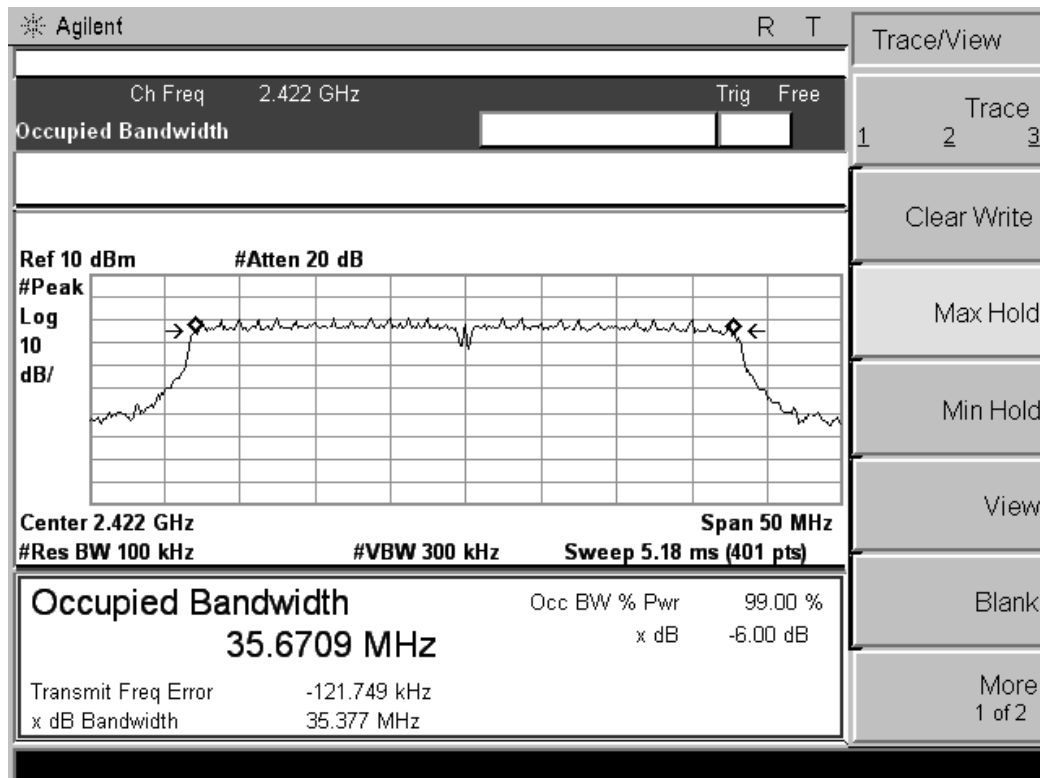 Agilent R T
Trace/View
Ch Freq 2.422 GHz Trig Free
Occupied Bandwidth
Trace
1 2 3
Clear Write
Ref 10 dBm #Atten 20 dB
#Peak
Log
10
dB/
Max Hold
Min Hold
View
Center 2.422 GHz Span 50 MHz
#Res BW 100 kHz #VBW 300 kHz Sweep 5.18 ms (401 pts)
Occupied Bandwidth
35.6709 MHz
Occ BW % Pwr 99.00 %
x dB -6.00 dB
Transmit Freq Error -121.749 kHz
x dB Bandwidth 35.377 MHz
Blank
More
1 of 2